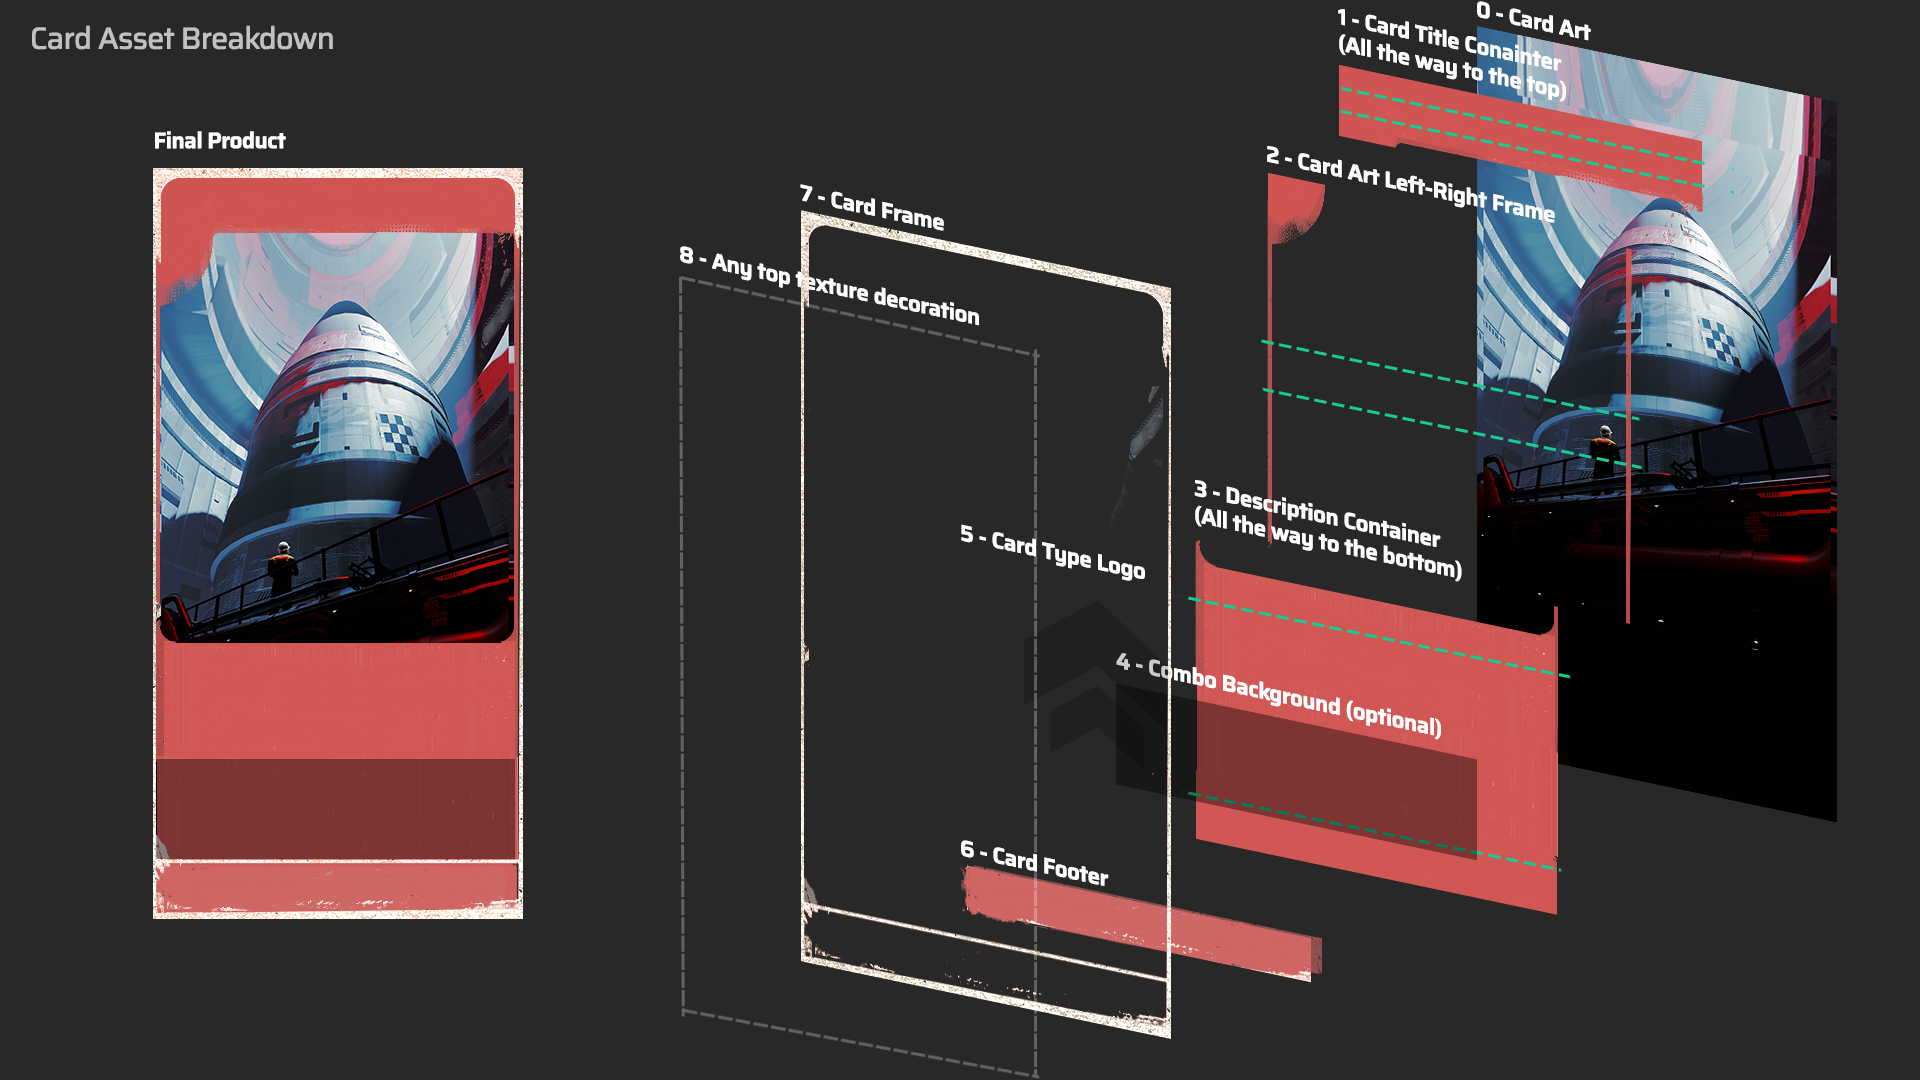 Card Asset Breakdown
Final Product
0 - Card Art
1 - Card Title Conainter
(All the way to the top)
2 - Card Art Left-Right Frame
3 - Description Container
(All the way to the bottom)
4 - Combo Background (optional)
5 - Card Type Logo
6 - Card Footer
7 - Card Frame
8 - Any top texture decoration